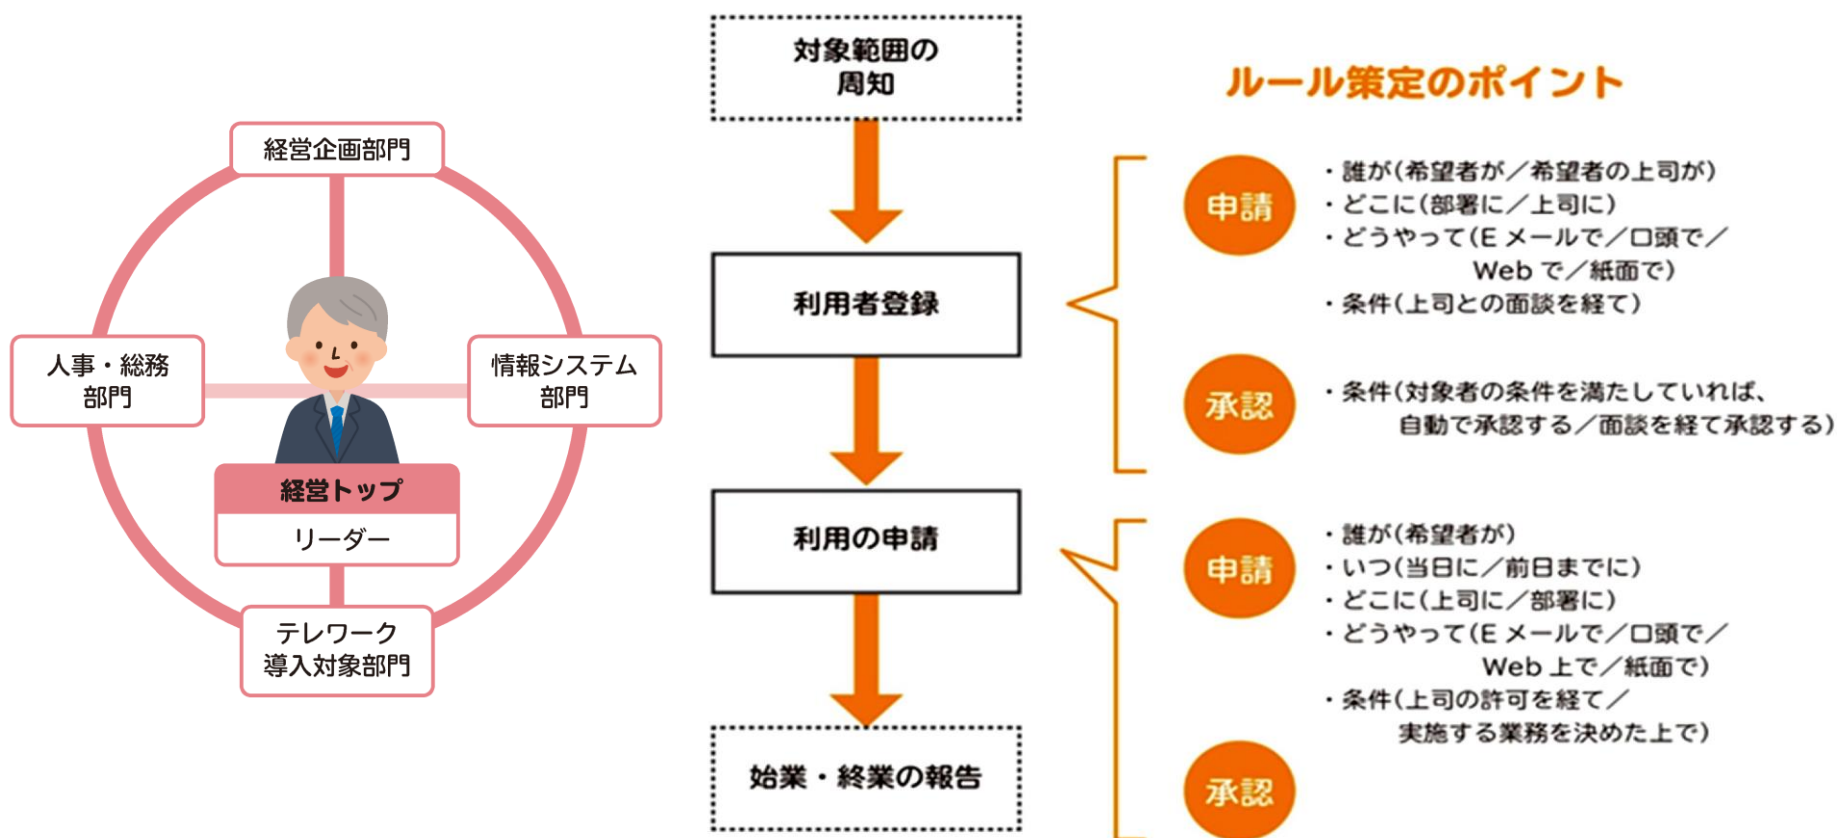 経営企画部門
人事・総務
部門
情報システム
部門
経営トップ
リーダー
テレワーク
導入対象部門
対象範囲の
周知
利用者登録
利用の申請
始業・終業の報告
ルール策定のポイント
申請
・誰が(希望者が／希望者の上司が)
・どこに(部署に／上司に)
・どうやって(E メールで／口頭で／
Web で／紙面で)
・条件(上司との面談を経て)
承認
・条件(対象者の条件を満たしていれば、
自動で承認する／面談を経て承認する)
申請
・誰が(希望者が)
・いつ(当日に／前日までに)
・どこに(上司に／部署に)
・どうやって(E メールで／口頭で／
Web 上で／紙面で)
・条件(上司の許可を経て／
実施する業務を決めた上で)
承認